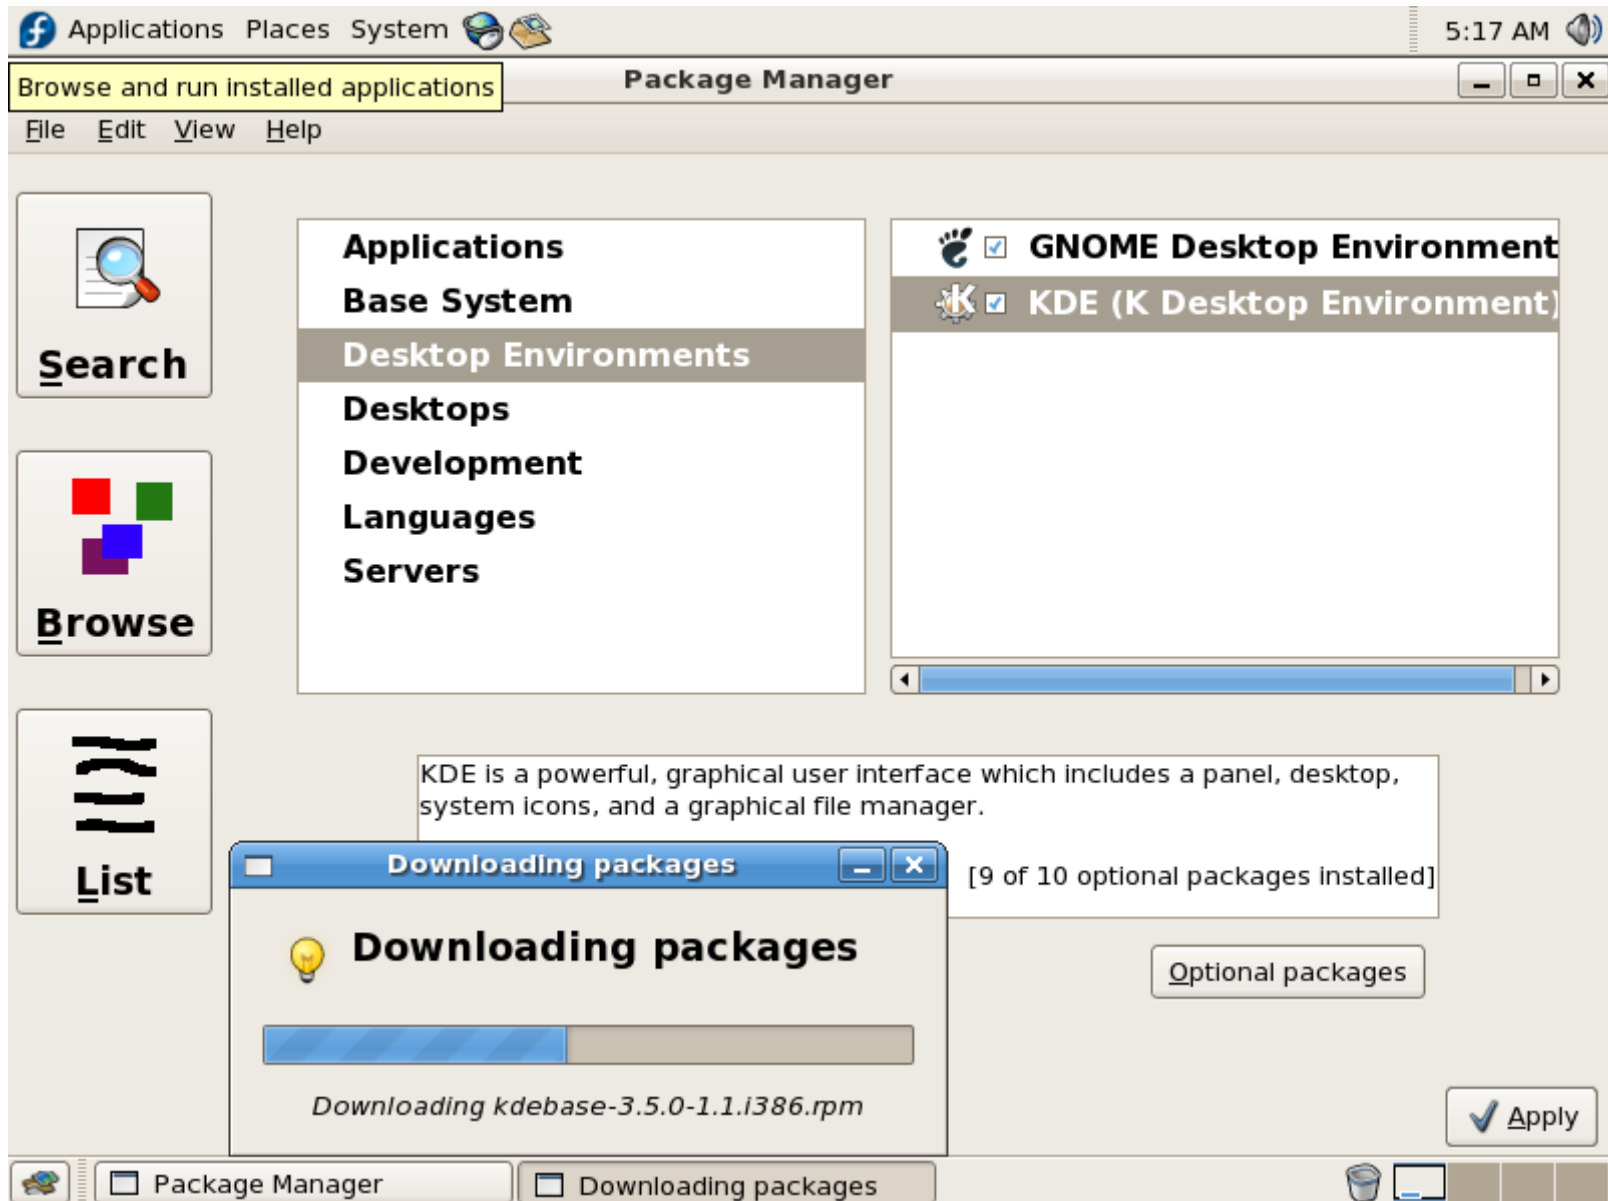 Applications Places System
5:17 AM
Browse and run installed applications
Package Manager
File Edit View Help
Search
Browse
List
Applications
Base System
Desktop Environments
Desktops
Development
Languages
Servers
GNOME Desktop Environment
KDE (K Desktop Environment)
KDE is a powerful, graphical user interface which includes a panel, desktop,
system icons, and a graphical file manager.
[9 of 10 optional packages installed]
Optional packages
Downloading packages
Downloading packages
Downloading kdebase-3.5.0-1.1.i386.rpm
Apply
Package Manager
Downloading packages